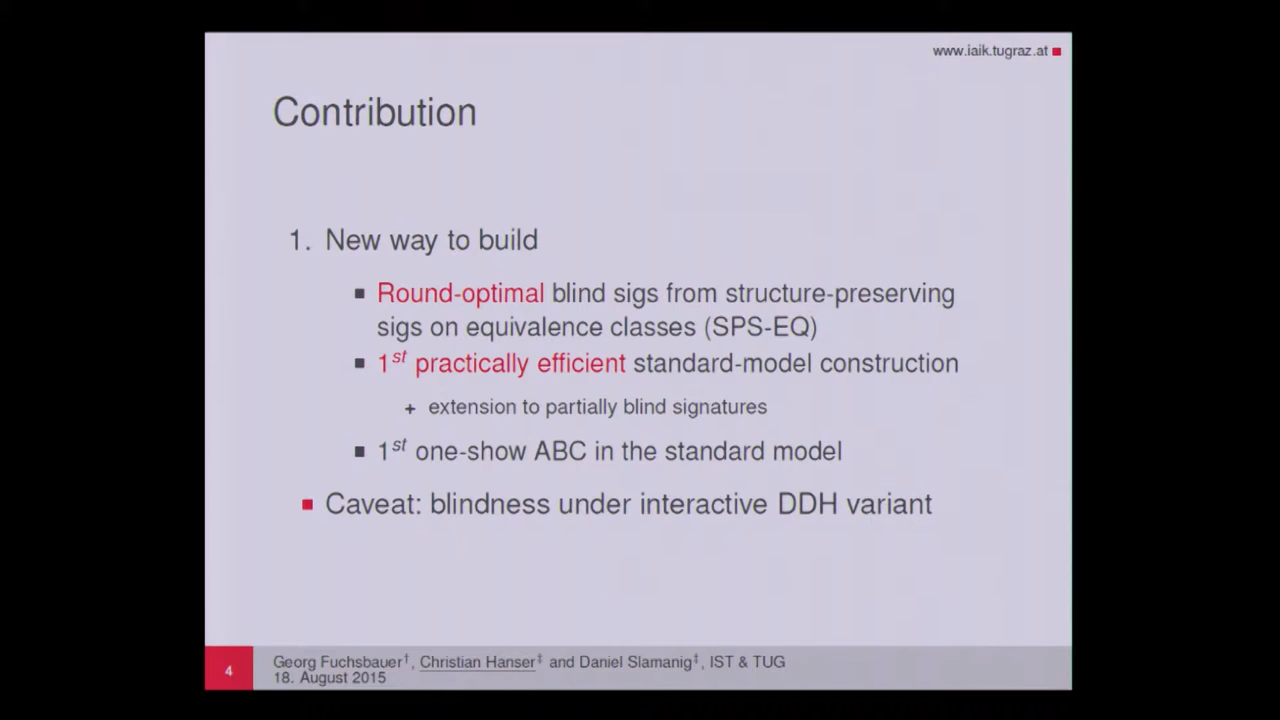 www.iaik.tugraz.at
Contribution
1. New way to build
Round-optimal blind sigs from structure-preserving
sigs on equivalence classes (SPS-EQ)
1st practically efficient standard-model construction
+ extension to partially blind signatures
1st one-show ABC in the standard model
Caveat: blindness under interactive DDH variant
4
Georg Fuchsbauer†, Christian Hanser‡ and Daniel Slamanig‡, IST & TUG
18. August 2015